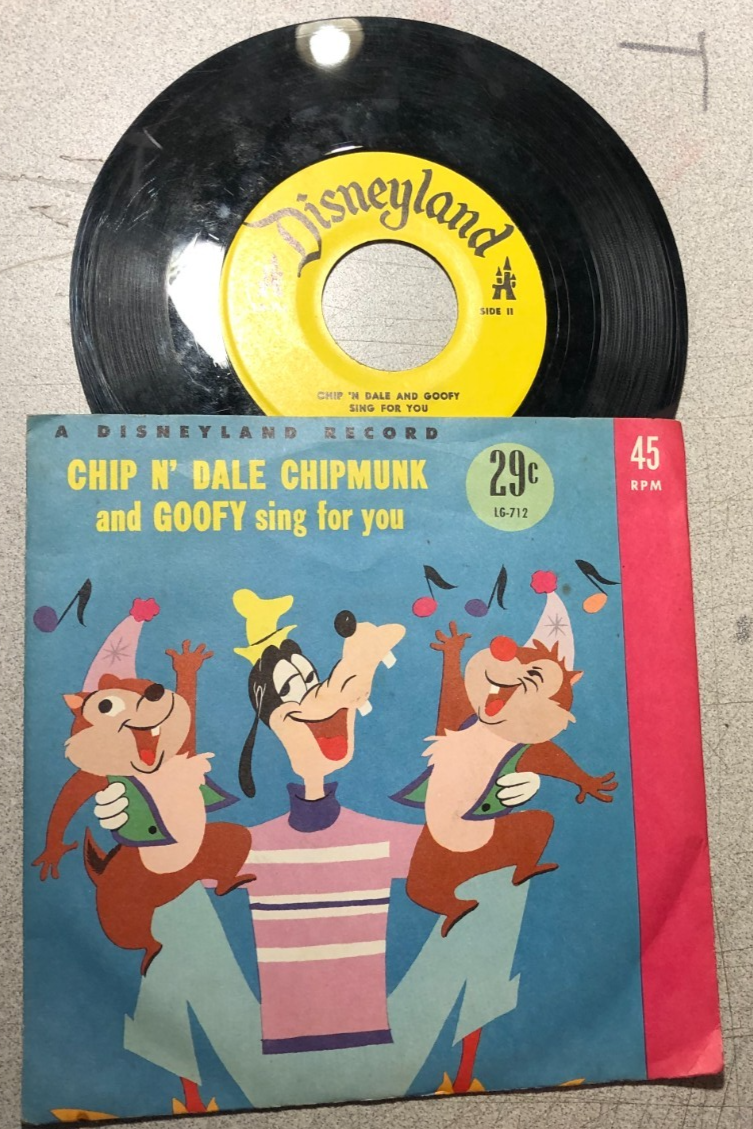 Disneyland
SIDE II
CHIP 'N DALE AND GOOFY
SING FOR YOU
A DISNEYLAND RECORD
CHIP N' DALE CHIPMUNK
and GOOFY sing for you
29c
LG-712
45
RPM